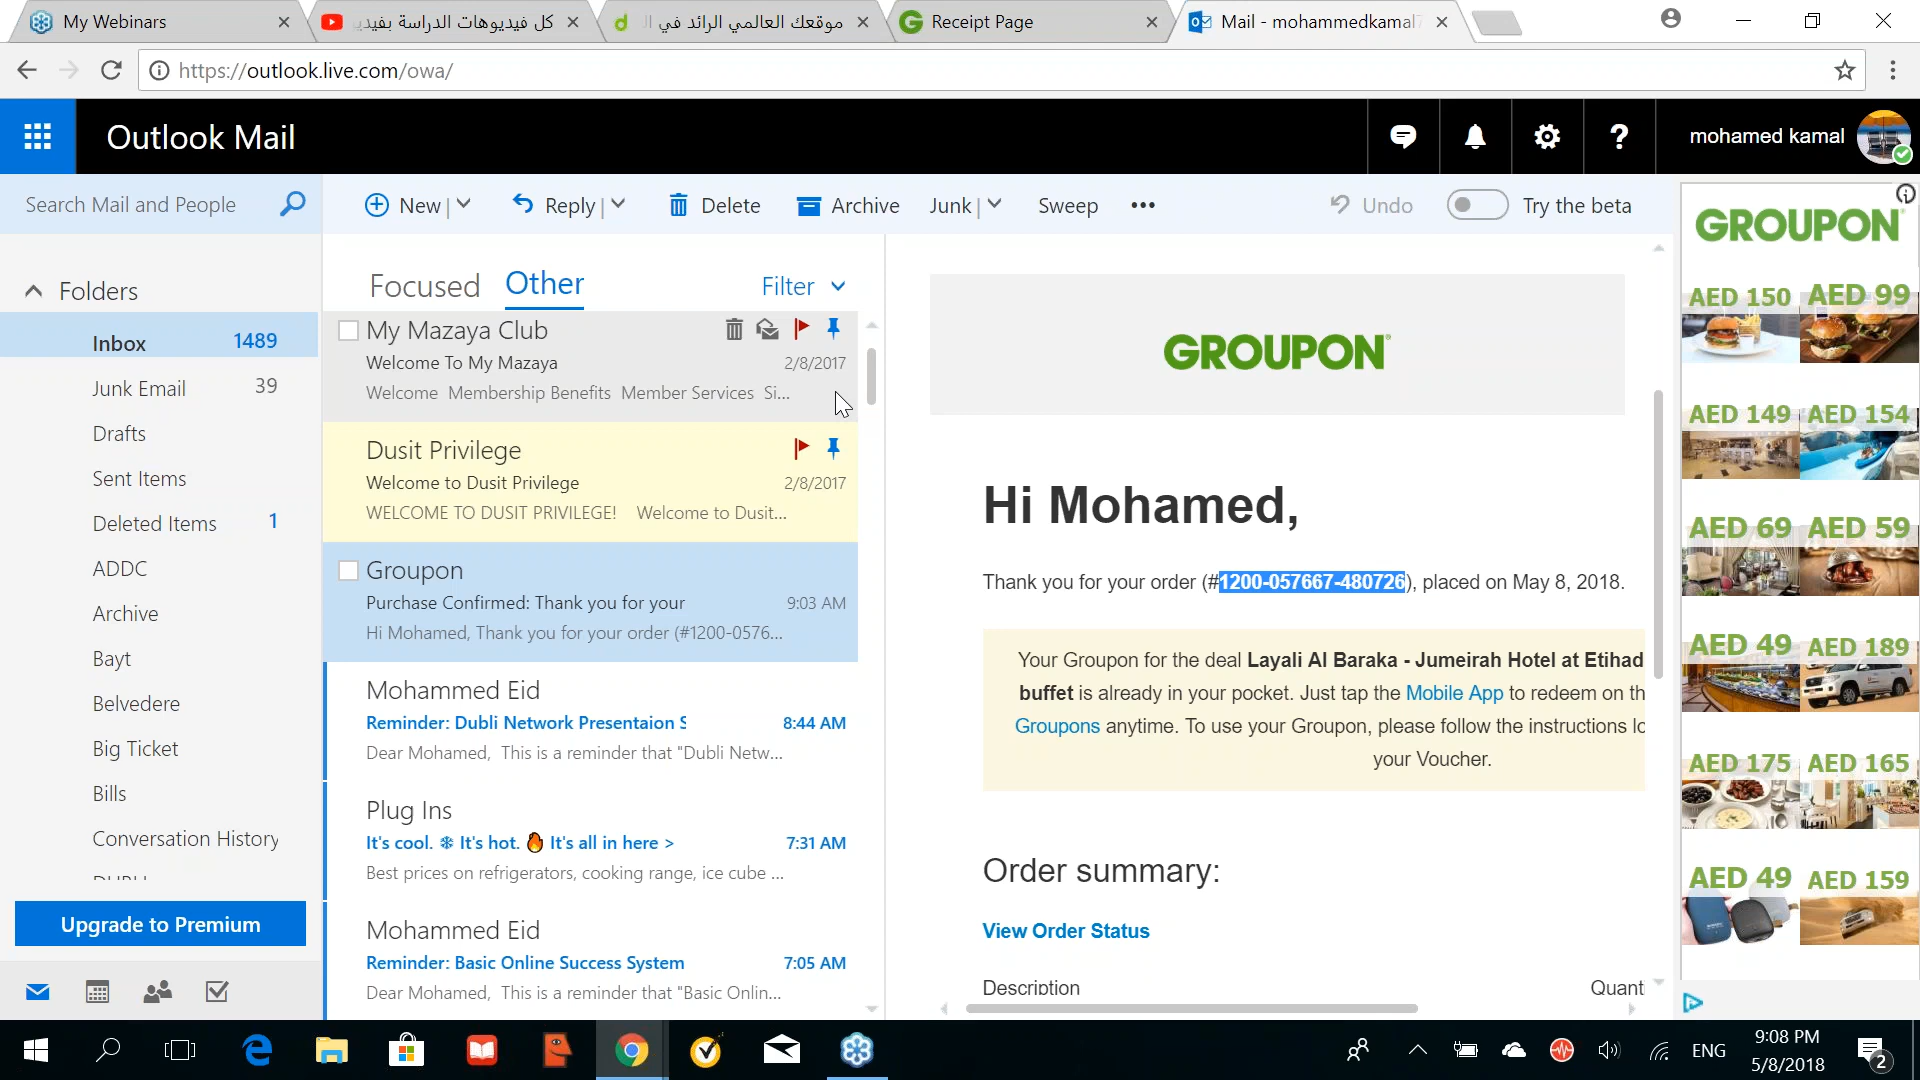 My Webinars
كل فيديوهات الدراسة بفيديو
موقعك العالمي الرائد في ال
Receipt Page
Mail - mohammedkamal7
https://outlook.live.com/owa/
Outlook Mail
mohamed kamal
Search Mail and People
New
Reply
Delete
Archive
Junk
Sweep
Undo
Try the beta
Folders
Inbox 1489
Junk Email 39
Drafts
Sent Items
Deleted Items 1
ADDC
Archive
Bayt
Belvedere
Big Ticket
Bills
Conversation History
Upgrade to Premium
Focused
Other
Filter
My Mazaya Club
Welcome To My Mazaya 2/8/2017
Welcome Membership Benefits Member Services Si...
Dusit Privilege
Welcome to Dusit Privilege 2/8/2017
WELCOME TO DUSIT PRIVILEGE! Welcome to Dusit...
Groupon
Purchase Confirmed: Thank you for your 9:03 AM
Hi Mohamed, Thank you for your order (#1200-0576...
Mohammed Eid
Reminder: Dubli Network Presentaion S 8:44 AM
Dear Mohamed, This is a reminder that "Dubli Netw...
Plug Ins
It's cool. ❄ It's hot. 🔥 It's all in here > 7:31 AM
Best prices on refrigerators, cooking range, ice cube ...
Mohammed Eid
Reminder: Basic Online Success System 7:05 AM
Dear Mohamed, This is a reminder that "Basic Onlin...
GROUPON
Hi Mohamed,
Thank you for your order (#1200-057667-480726), placed on May 8, 2018.
Your Groupon for the deal Layali Al Baraka - Jumeirah Hotel at Etihad
buffet is already in your pocket. Just tap the Mobile App to redeem on th
Groupons anytime. To use your Groupon, please follow the instructions lo
your Voucher.
Order summary:
View Order Status
Description Quanti
GROUPON
AED 150 AED 99
AED 149 AED 154
AED 69 AED 59
AED 49 AED 189
AED 175 AED 165
AED 49 AED 159
ENG
9:08 PM
5/8/2018
2